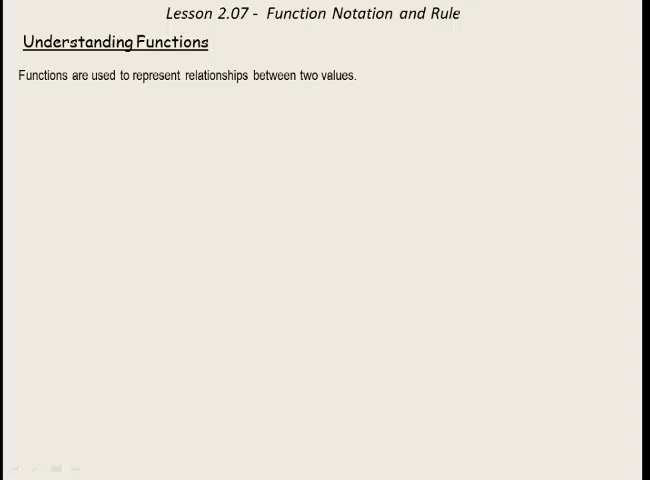 Lesson 2.07 - Function Notation and Rule
Understanding Functions
Functions are used to represent relationships between two values.